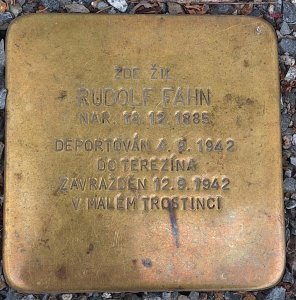 ZDE ŽIL
RUDOLF FAHN
NAR. 18.12.1885
DEPORTOVÁN 4.9.1942
DO TEREZÍNA
ZAVRAŽDĚN 12.9.1942
V MALÉM TROSTINCI